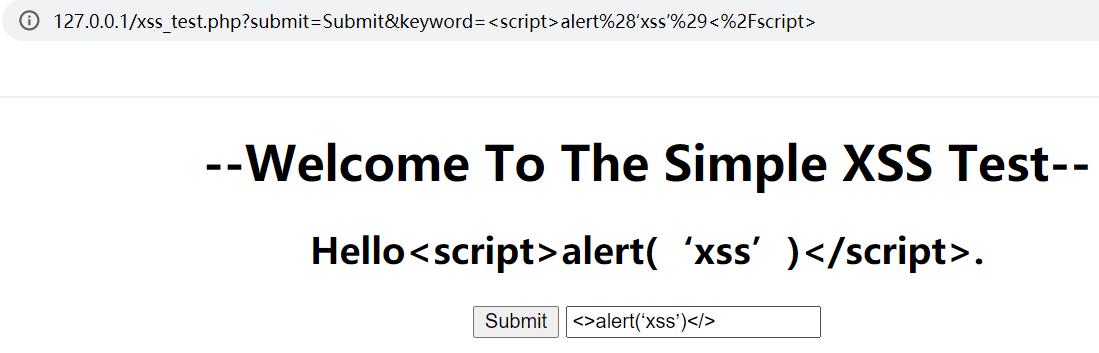 127.0.0.1/xss_test.php?submit=Submit&keyword=<script>alert%28‘xss’%29<%2Fscript>
--Welcome To The Simple XSS Test--
Hello<script>alert(‘xss’)</script>.
Submit <>alert(‘xss’)</>